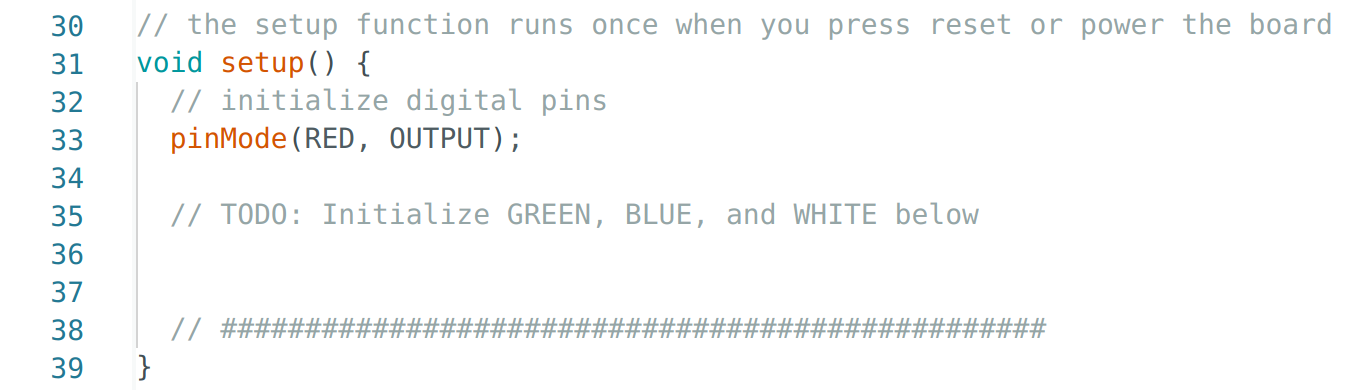 30 // the setup function runs once when you press reset or power the board
31 void setup() {
32 // initialize digital pins
33 pinMode(RED, OUTPUT);
34
35 // TODO: Initialize GREEN, BLUE, and WHITE below
36
37
38 // #################################################
39 }